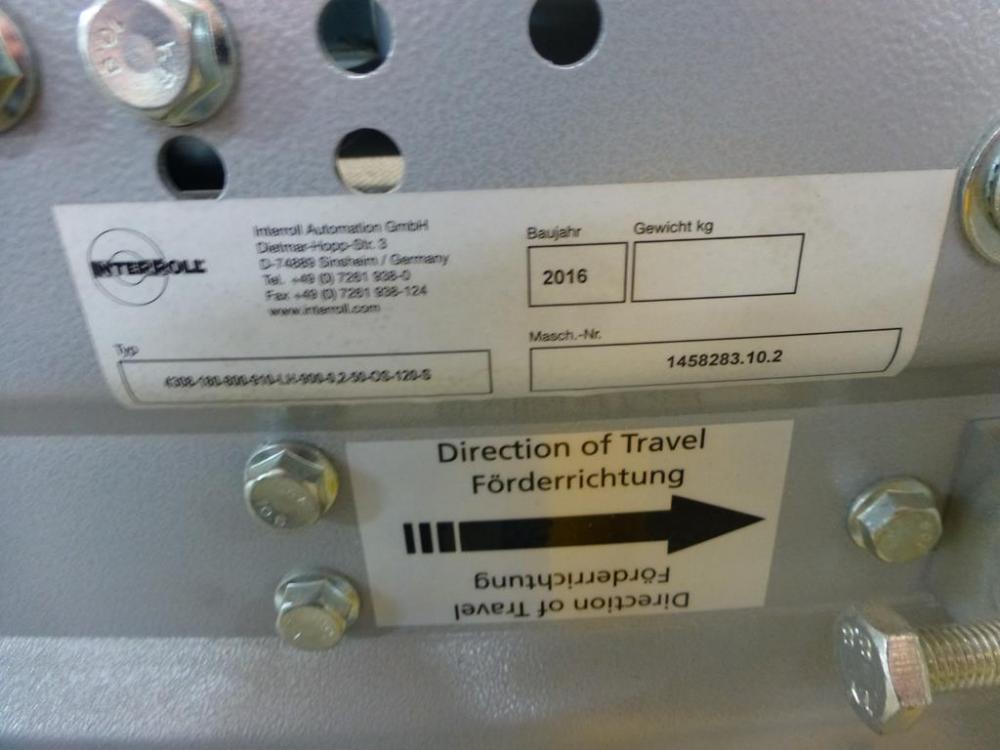 INTERROLL
Interroll Automation GmbH
Dietmar-Hopp-Str. 3
D-74889 Sinsheim / Germany
Tel. +49 (0) 7261 938-0
Fax +49 (0) 7261 938-124
www.interroll.com
Baujahr
Gewicht kg
2016
Typ
Masch.-Nr.
1458283.10.2
Direction of Travel
Förderrichtung
Direction of Travel
Förderrichtung